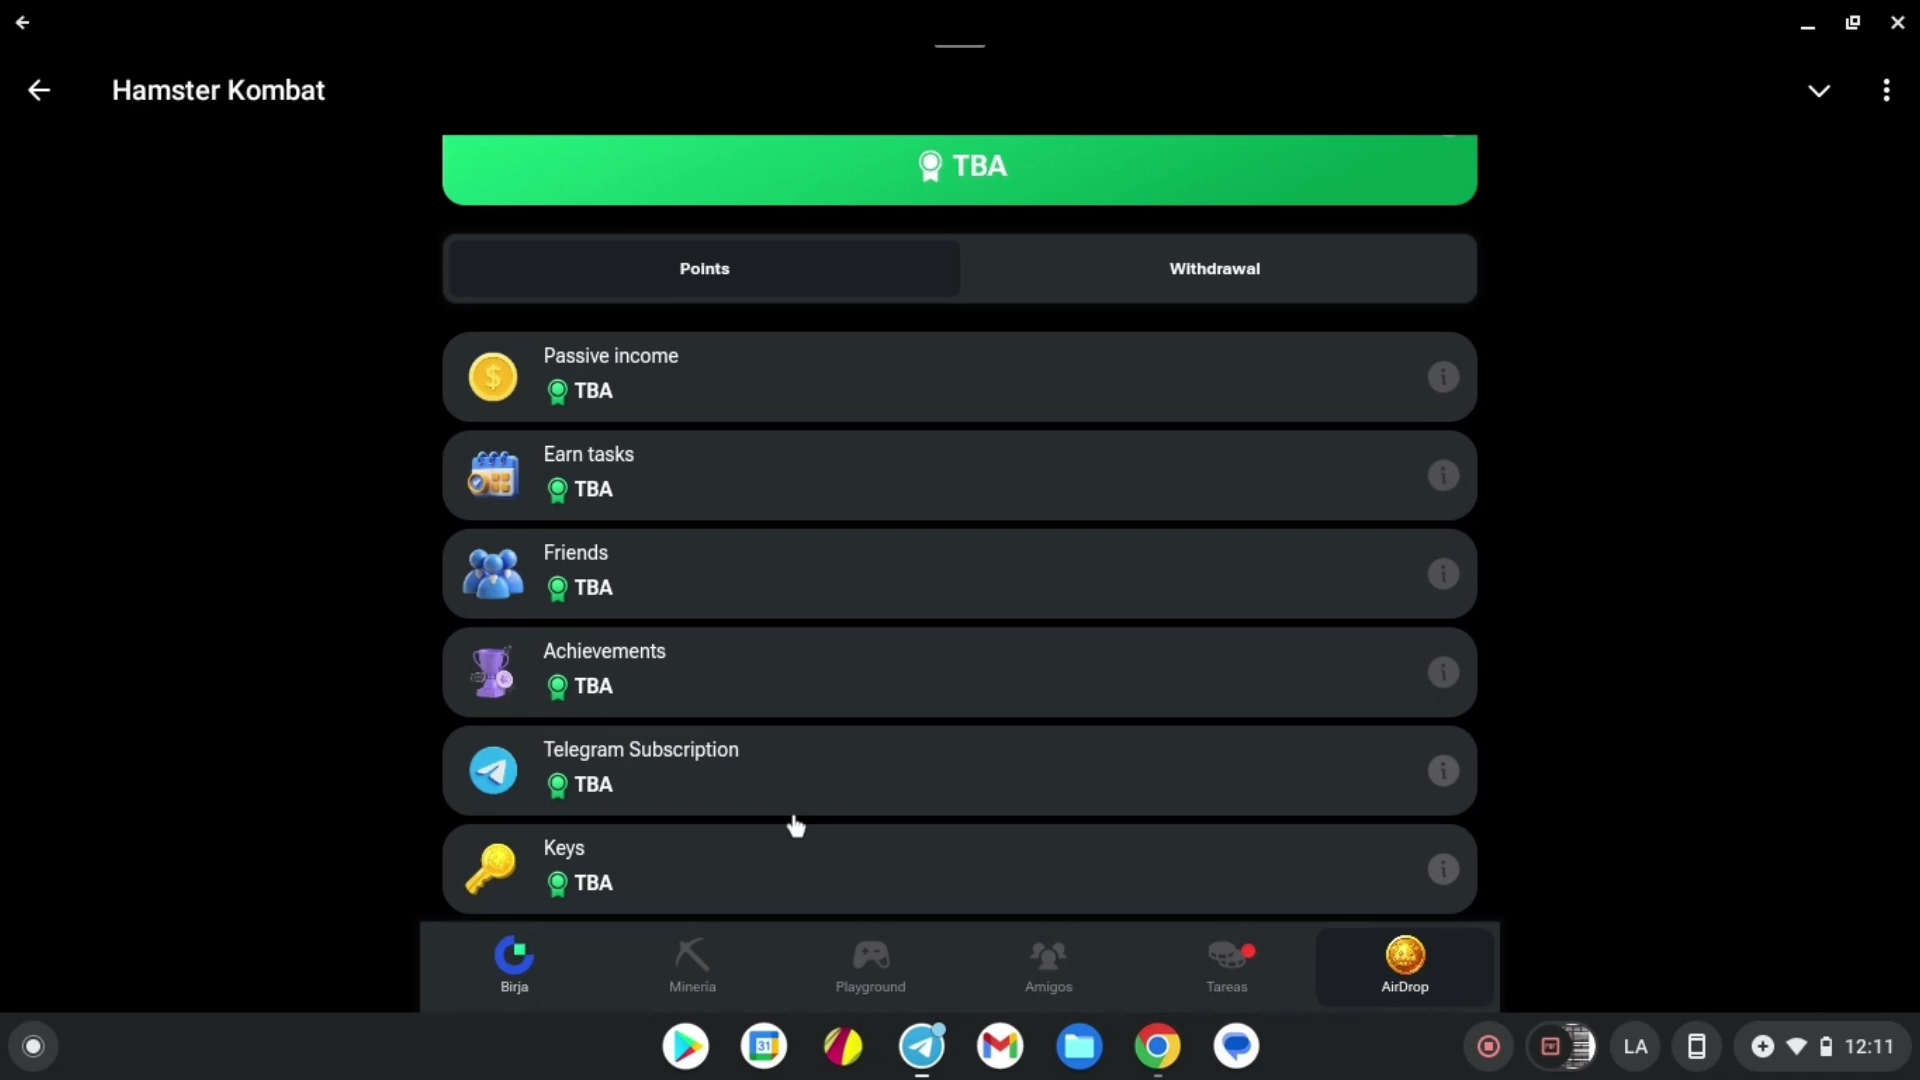 Hamster Kombat
TBA
Points
Withdrawal
Passive income
TBA
Earn tasks
TBA
Friends
TBA
Achievements
TBA
Telegram Subscription
TBA
Keys
TBA
Birja
Mineria
Playground
Amigos
Tareas
AirDrop
31
LA
12:11